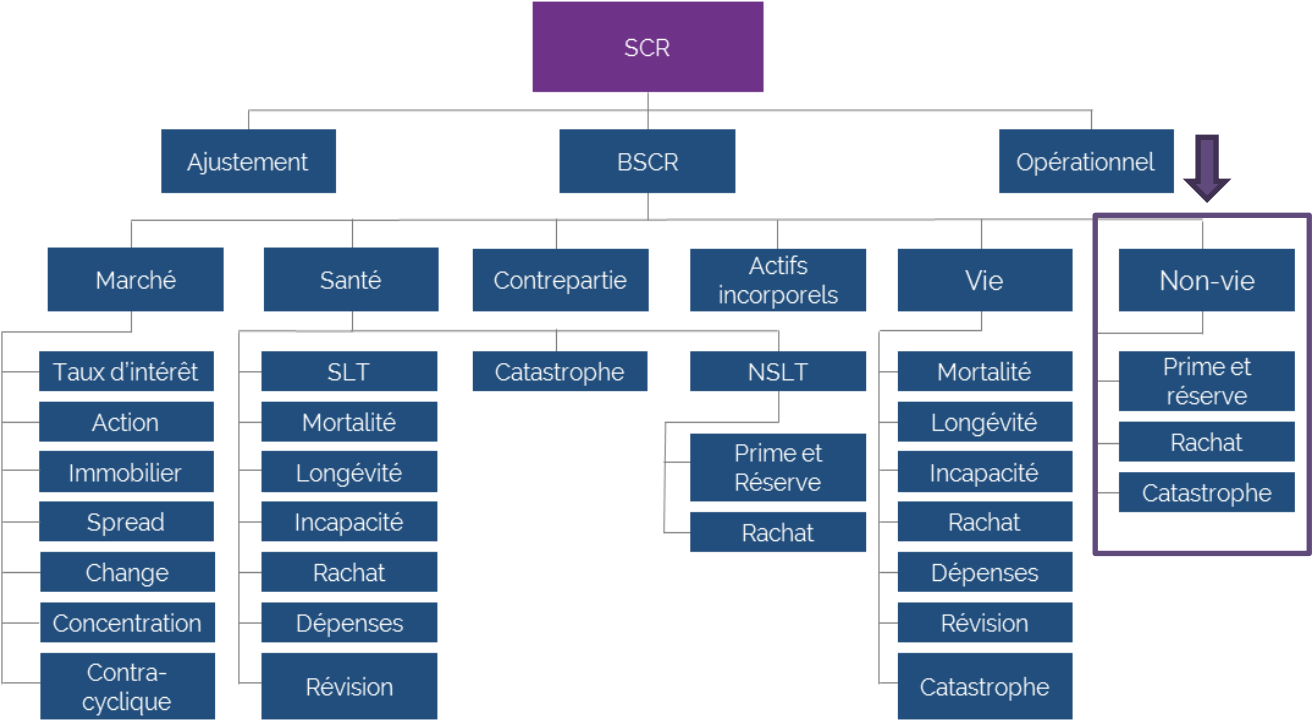 SCR
Ajustement
BSCR
Opérationnel
Marché
Santé
Contrepartie
Actifs
incorporels
Vie
Non-vie
Taux d'intérêt
Action
Immobilier
Spread
Change
Concentration
Contra-
cyclique
SLT
Mortalité
Longévité
Incapacité
Rachat
Dépenses
Révision
Catastrophe
NSLT
Prime et
Réserve
Rachat
Mortalité
Longévité
Incapacité
Rachat
Dépenses
Révision
Catastrophe
Prime et
réserve
Rachat
Catastrophe